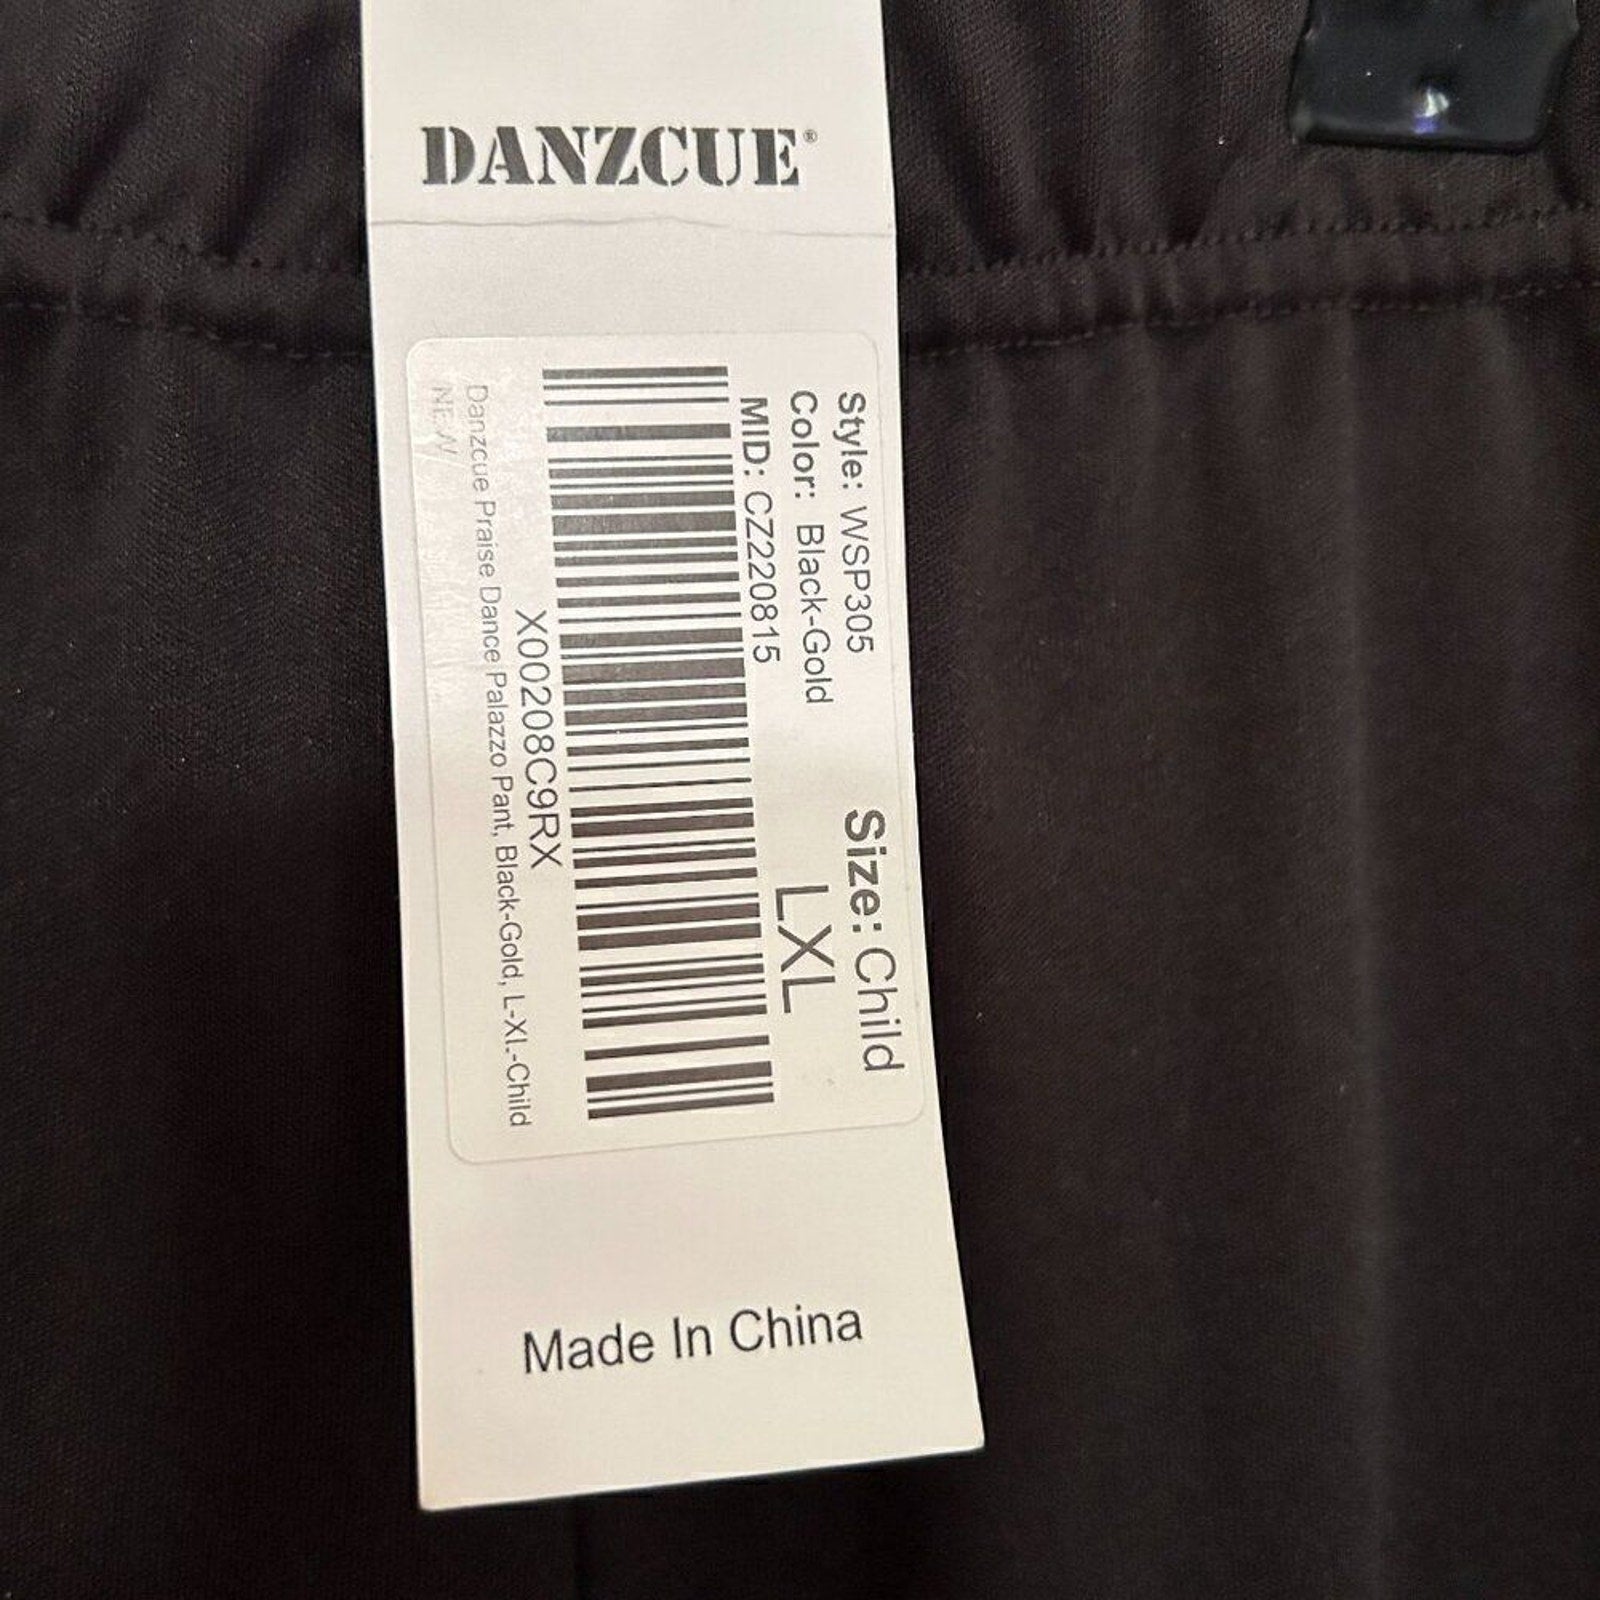 DANZCUE®
Style: WSP305
Color: Black-Gold
MID: CZ220815
Size: Child
LXL
X00208C9RX
Danzcue Praise Dance Palazzo Pant, Black-Gold, L-XL-Child
NEW
Made In China